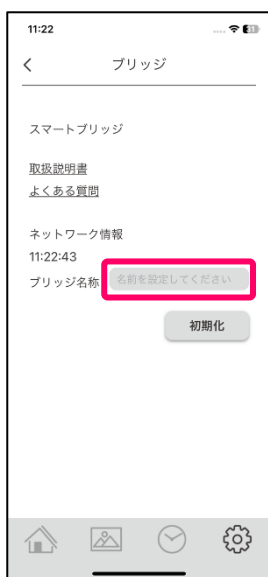 11:22
31
ブリッジ
スマートブリッジ
取扱説明書
よくある質問
ネットワーク情報
11:22:43
ブリッジ名称 名前を設定してください
初期化